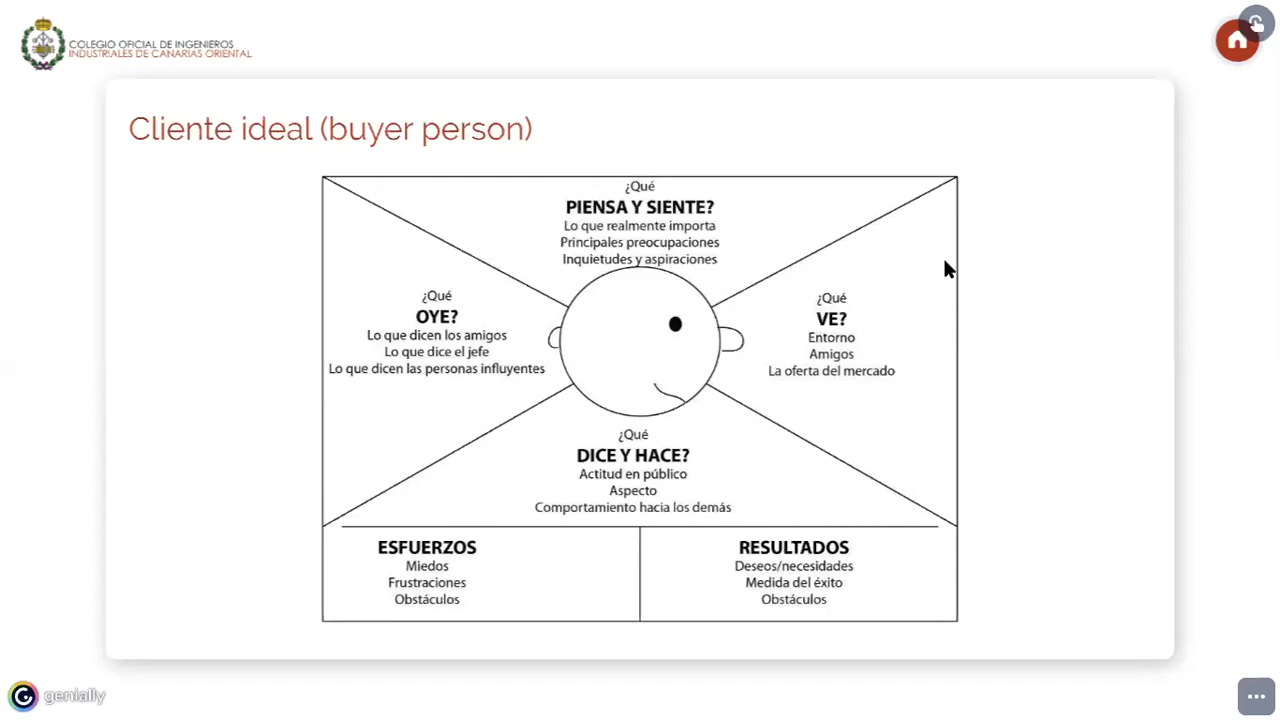 COLEGIO OFICIAL DE INGENIEROS
INDUSTRIALES DE CANARIAS ORIENTAL
Cliente ideal (buyer person)
¿Qué
PIENSA Y SIENTE?
Lo que realmente importa
Principales preocupaciones
Inquietudes y aspiraciones
¿Qué
OYE?
Lo que dicen los amigos
Lo que dice el jefe
Lo que dicen las personas influyentes
¿Qué
VE?
Entorno
Amigos
La oferta del mercado
¿Qué
DICE Y HACE?
Actitud en público
Aspecto
Comportamiento hacia los demás
ESFUERZOS
Miedos
Frustraciones
Obstáculos
RESULTADOS
Deseos/necesidades
Medida del éxito
Obstáculos
genially